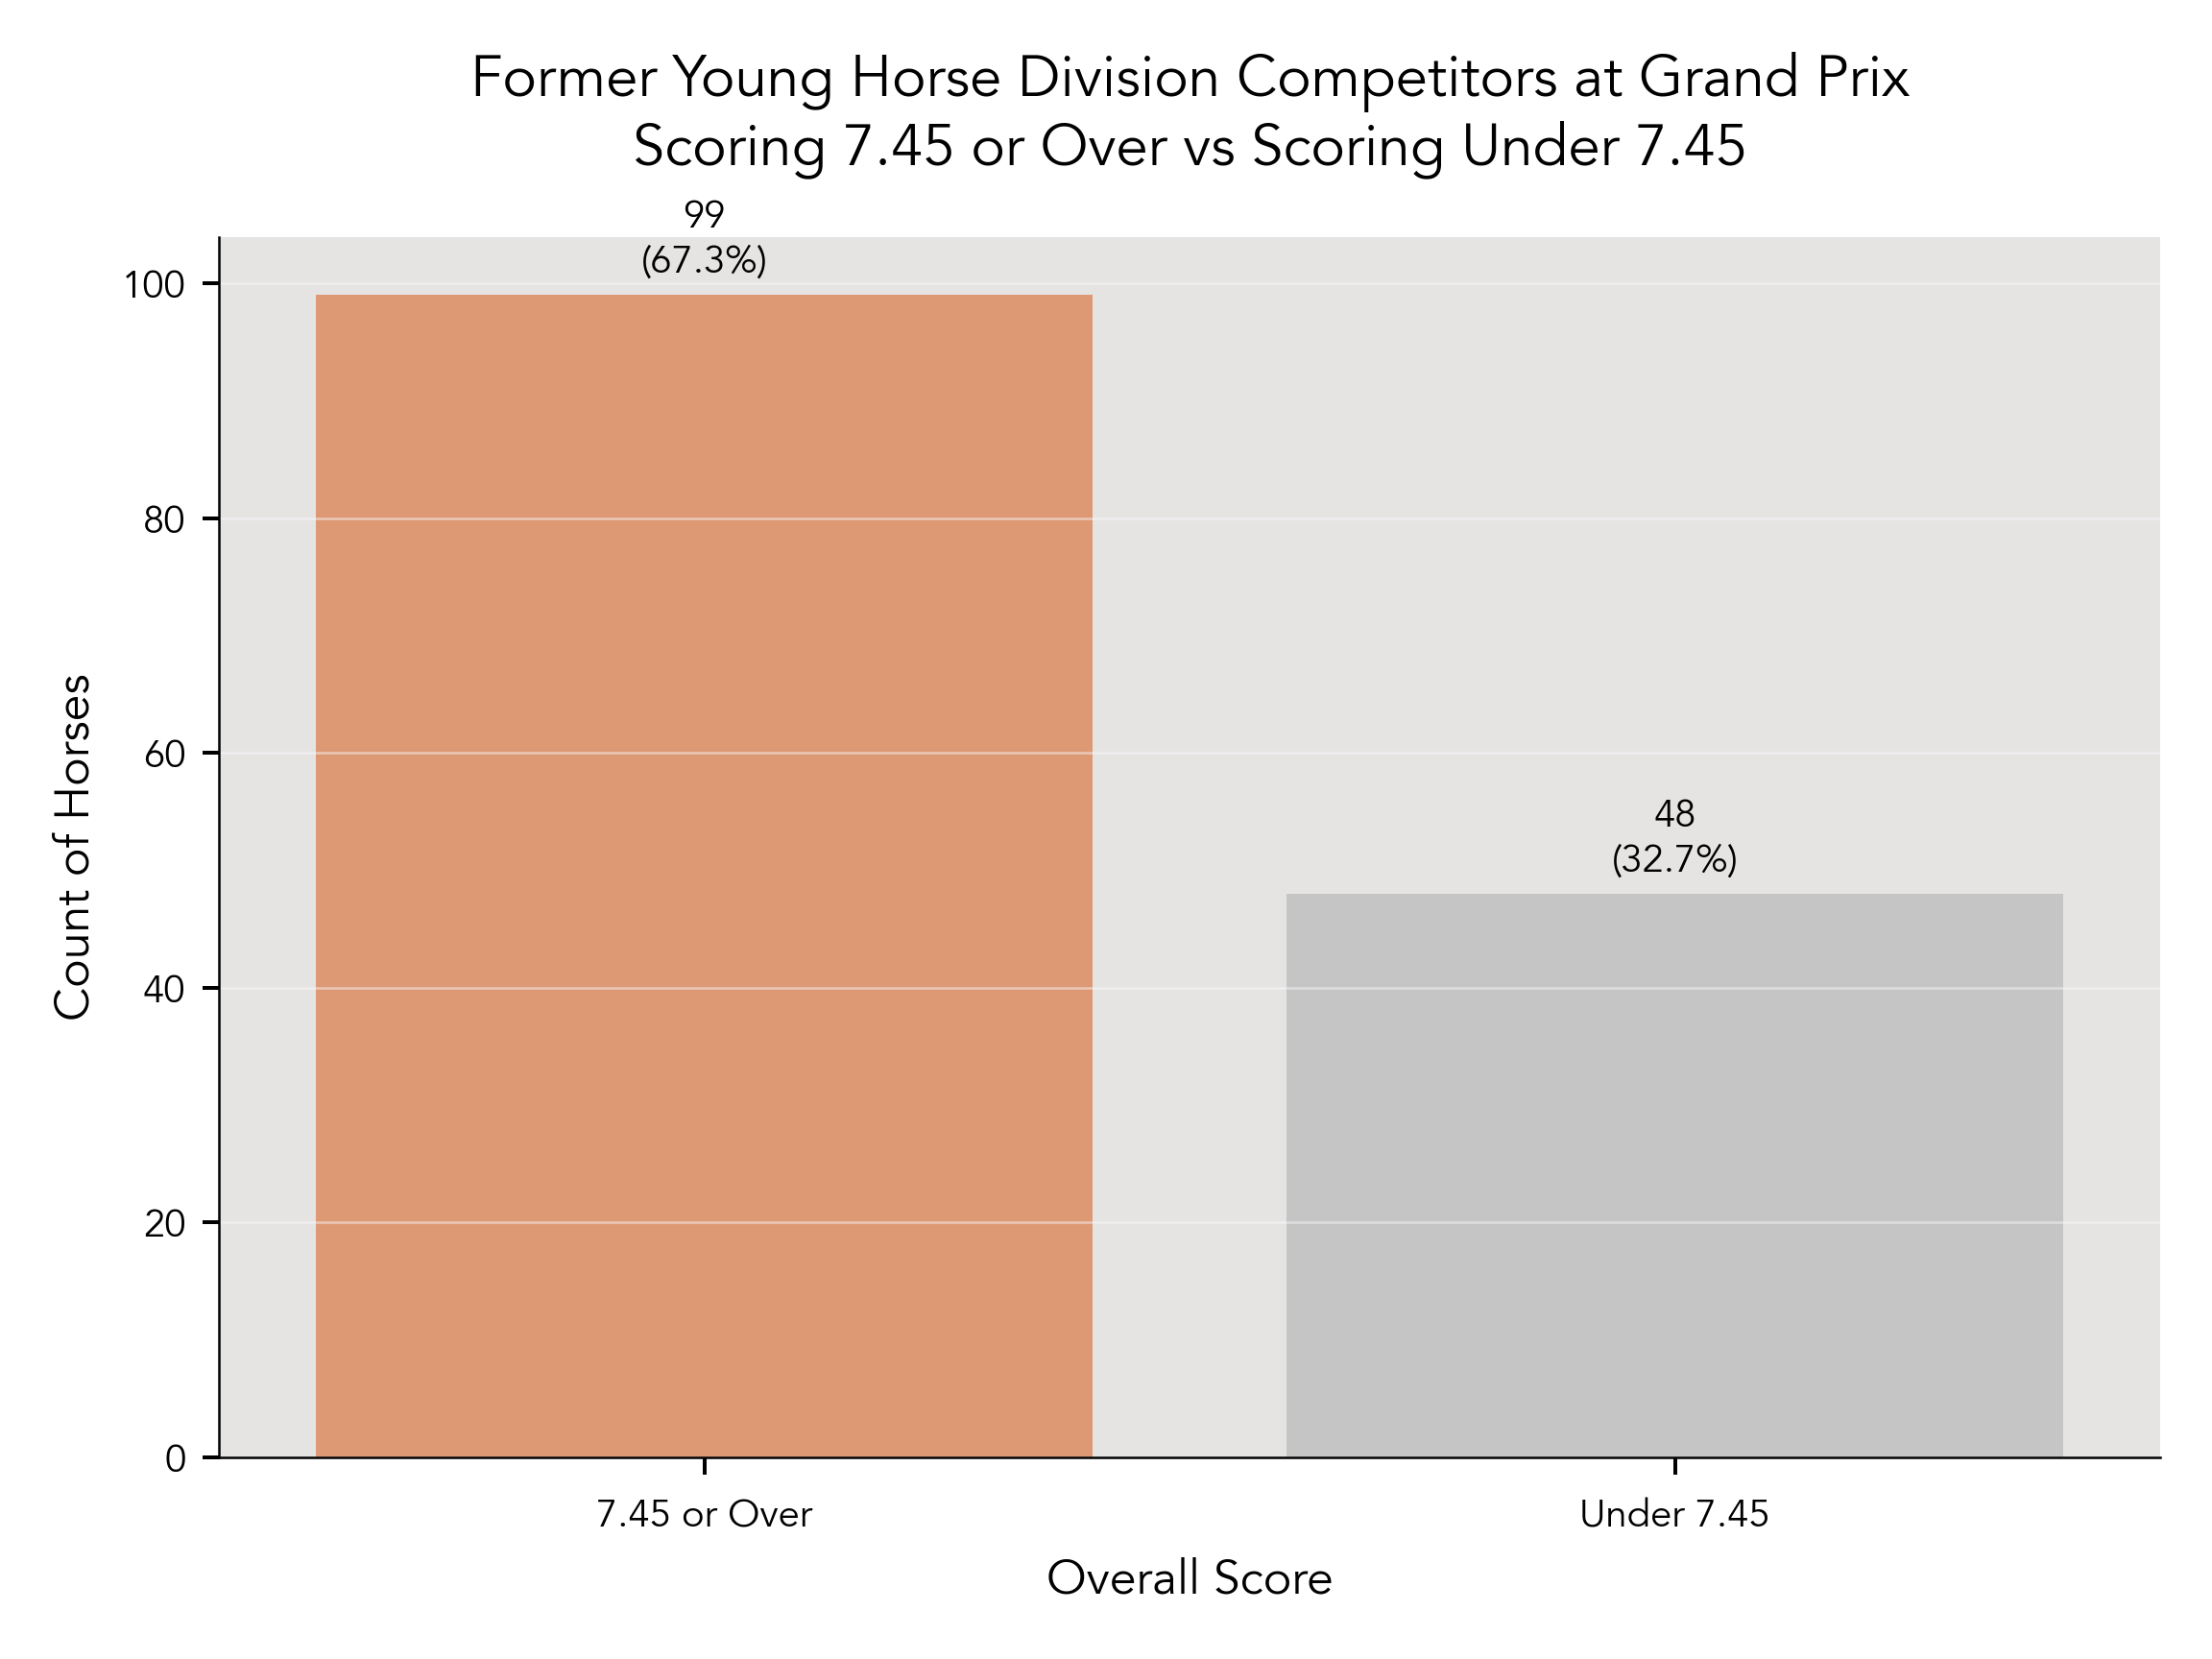 Former Young Horse Division Competitors at Grand Prix
Scoring 7.45 or Over vs Scoring Under 7.45
99
(67.3%)
48
(32.7%)
Count of Horses
100
80
60
40
20
0
7.45 or Over
Under 7.45
Overall Score